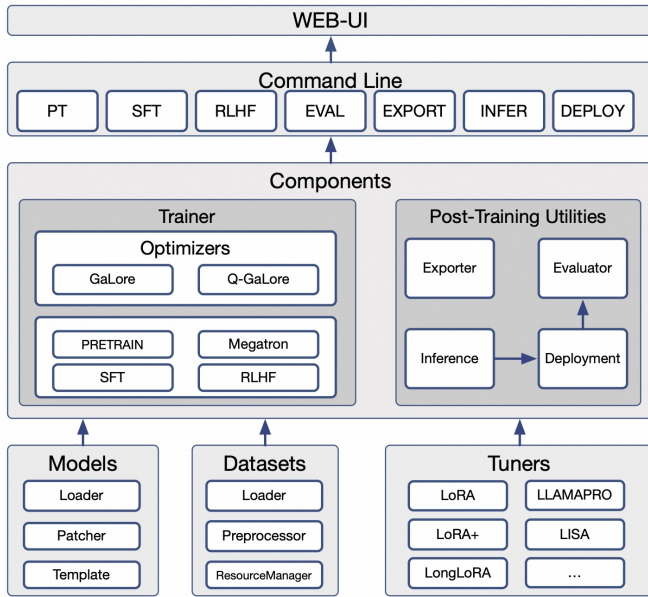 WEB-UI
Command Line
PT SFT RLHF EVAL EXPORT INFER DEPLOY
Components
Trainer
Optimizers
GaLore Q-GaLore
PRETRAIN Megatron
SFT RLHF
Post-Training Utilities
Exporter Evaluator
Inference Deployment
Models
Loader
Patcher
Template
Datasets
Loader
Preprocessor
ResourceManager
Tuners
LoRA LLAMAPRO
LoRA+ LISA
LongLoRA ...